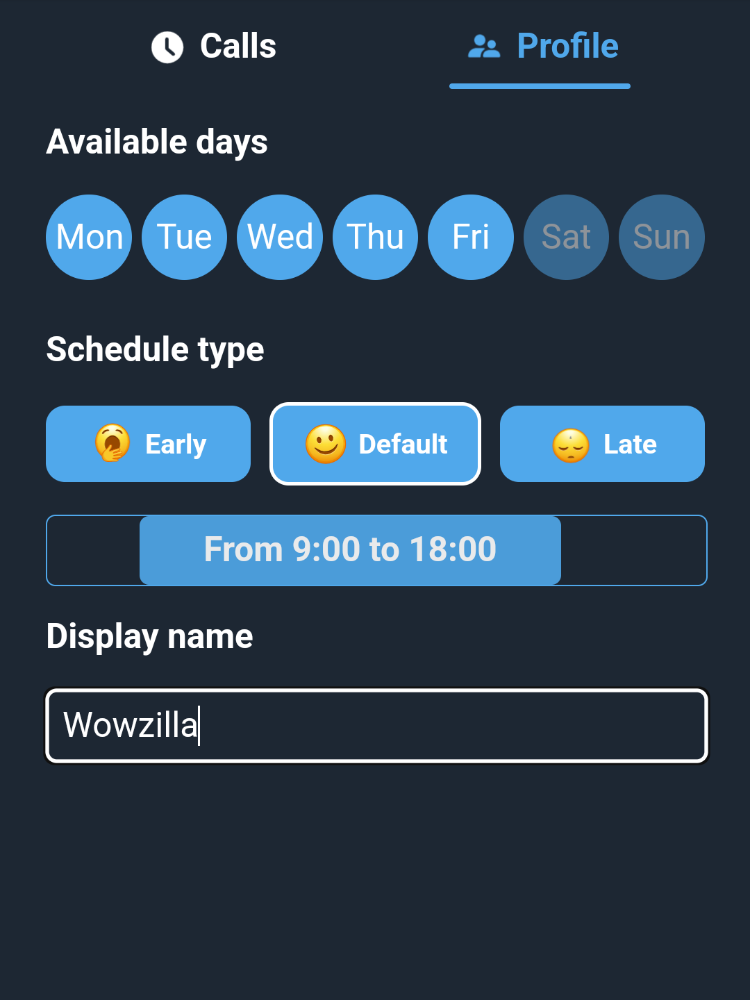 Calls Profile
Available days
Mon Tue Wed Thu Fri Sat Sun
Schedule type
Early Default Late
From 9:00 to 18:00
Display name
Wowzilla